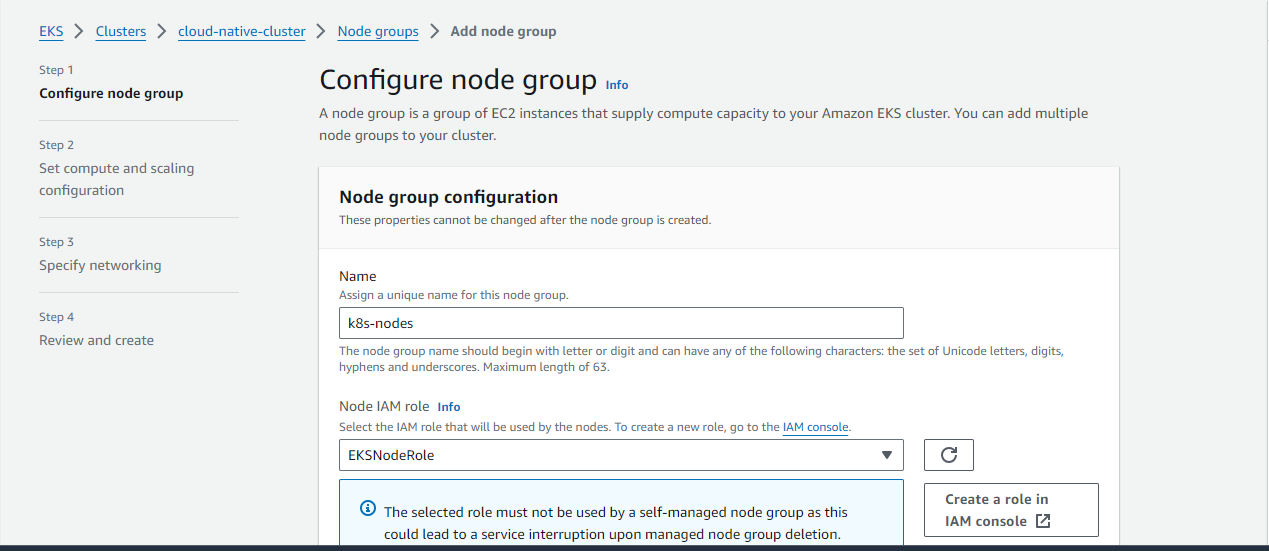 EKS Clusters cloud-native-cluster Node groups Add node group
Step 1
Configure node group
Step 2
Set compute and scaling
configuration
Step 3
Specify networking
Step 4
Review and create
Configure node group Info
A node group is a group of EC2 instances that supply compute capacity to your Amazon EKS cluster. You can add multiple
node groups to your cluster.
Node group configuration
These properties cannot be changed after the node group is created.
Name
Assign a unique name for this node group.
k8s-nodes
The node group name should begin with letter or digit and can have any of the following characters: the set of Unicode letters, digits,
hyphens and underscores. Maximum length of 63.
Node IAM role Info
Select the IAM role that will be used by the nodes. To create a new role, go to the IAM console.
EKSNodeRole
The selected role must not be used by a self-managed node group as this
could lead to a service interruption upon managed node group deletion.
Create a role in
IAM console